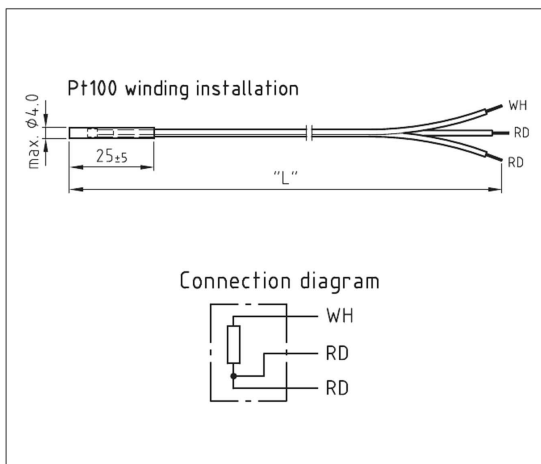 Pt100 winding installation
max. ϕ4.0
WH
RD
RD
25±5
"L"
Connection diagram
WH
RD
RD